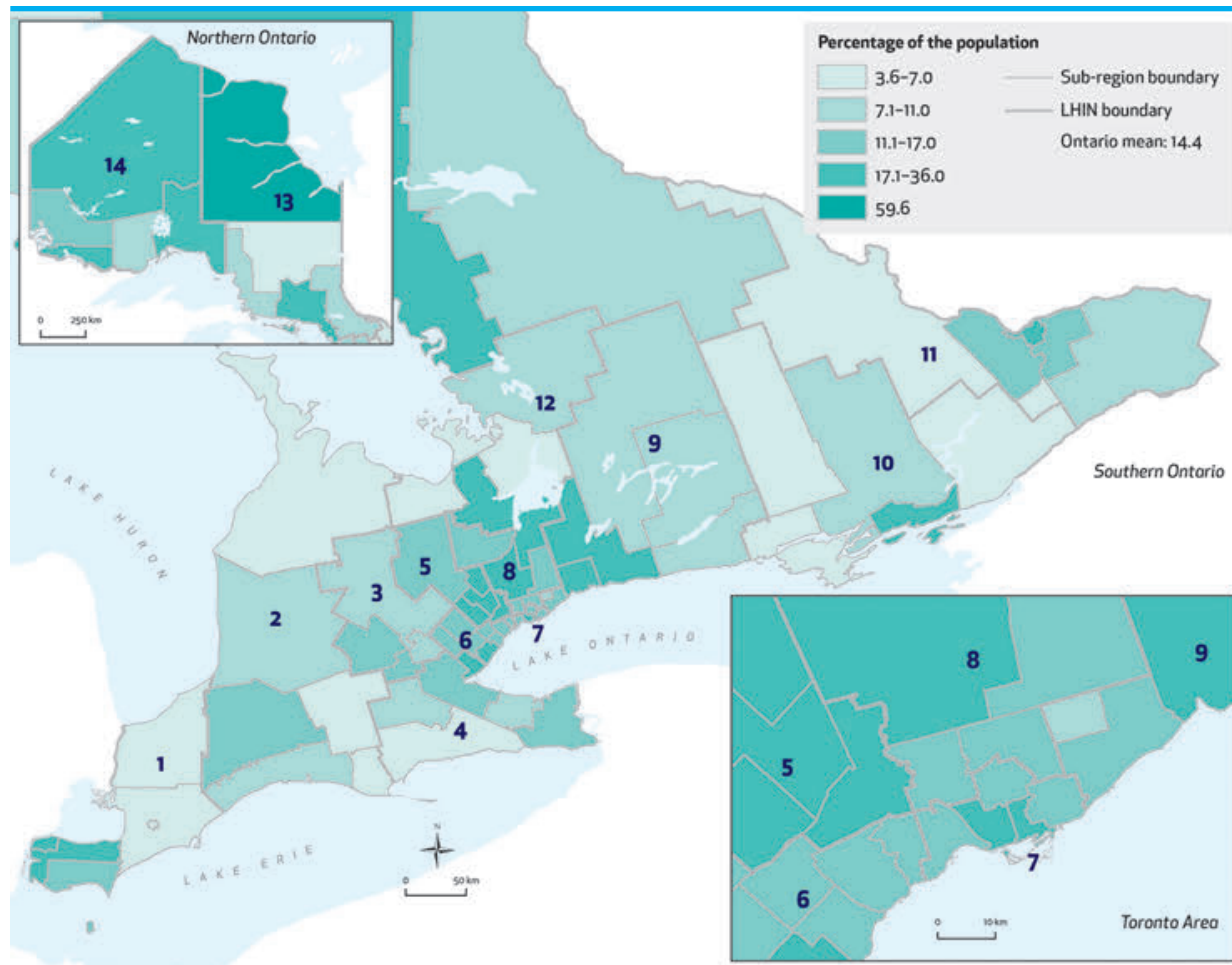 Northern Ontario
14
13
0 250 km
Percentage of the population
3.6–7.0
7.1–11.0
11.1–17.0
17.1–36.0
59.6
Sub-region boundary
LHIN boundary
Ontario mean: 14.4
11
12
9
10
Southern Ontario
LAKE HURON
5
8
3
2
6
7
LAKE ONTARIO
4
1
N
LAKE ERIE
0 50 km
8
9
5
7
6
0 10 km
Toronto Area